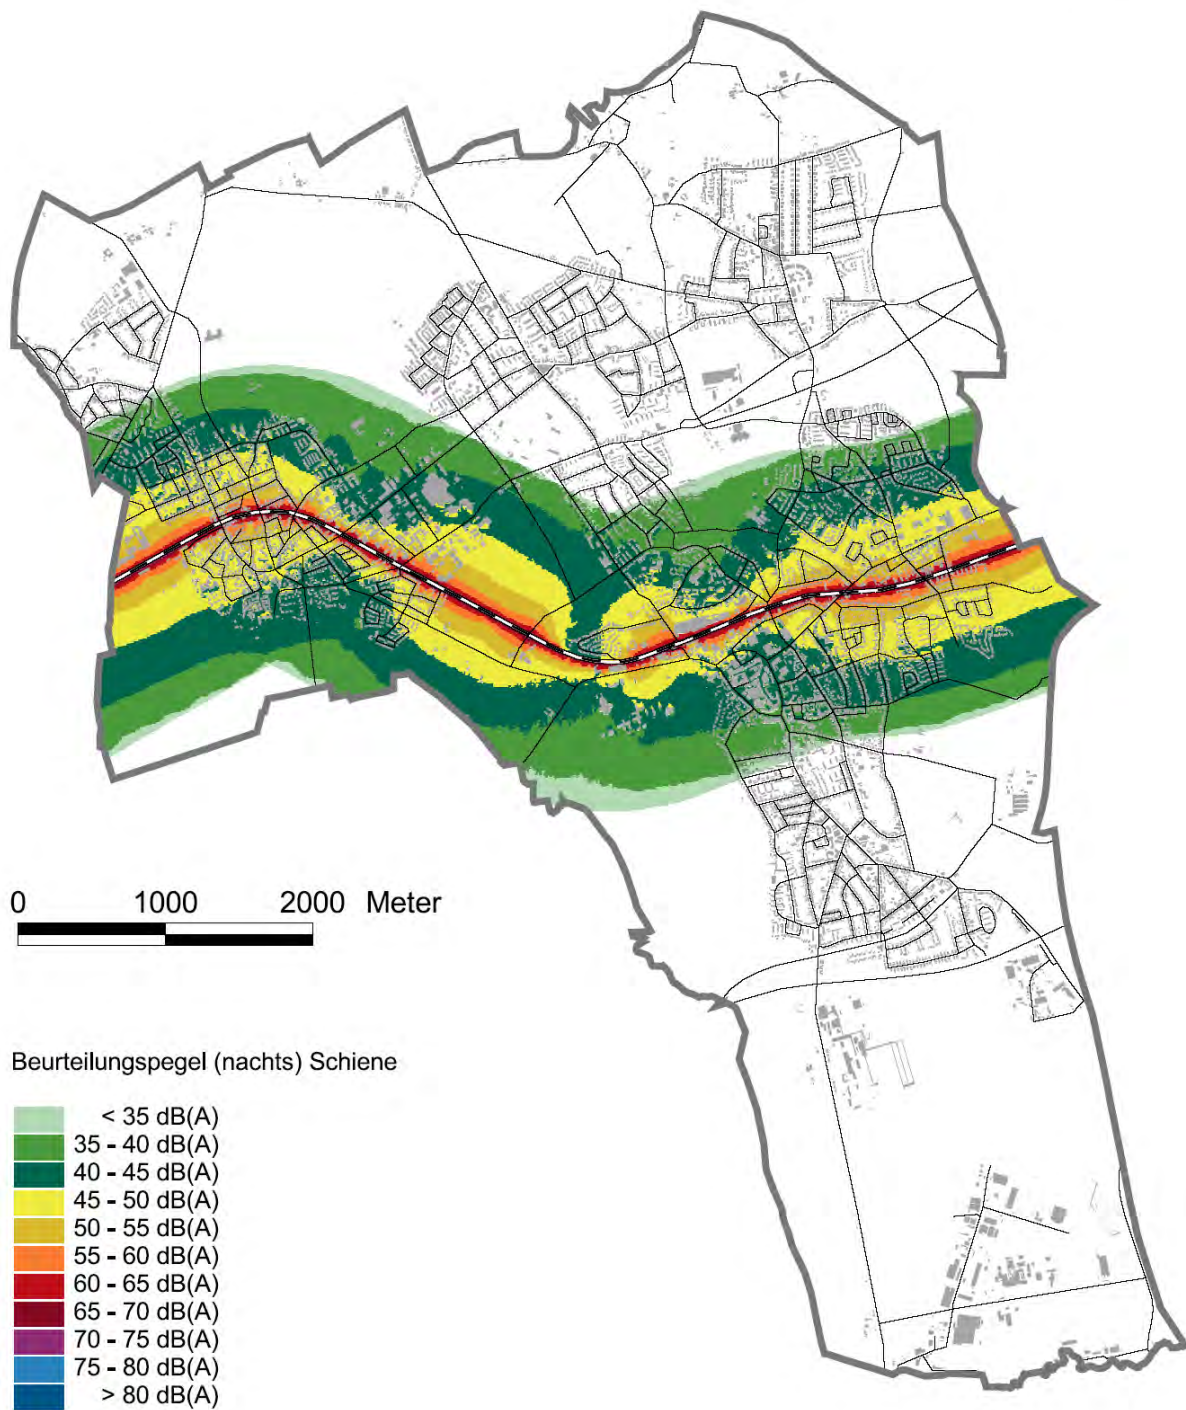 0 1000 2000 Meter
Beurteilungspegel (nachts) Schiene
< 35 dB(A)
35 - 40 dB(A)
40 - 45 dB(A)
45 - 50 dB(A)
50 - 55 dB(A)
55 - 60 dB(A)
60 - 65 dB(A)
65 - 70 dB(A)
70 - 75 dB(A)
75 - 80 dB(A)
> 80 dB(A)